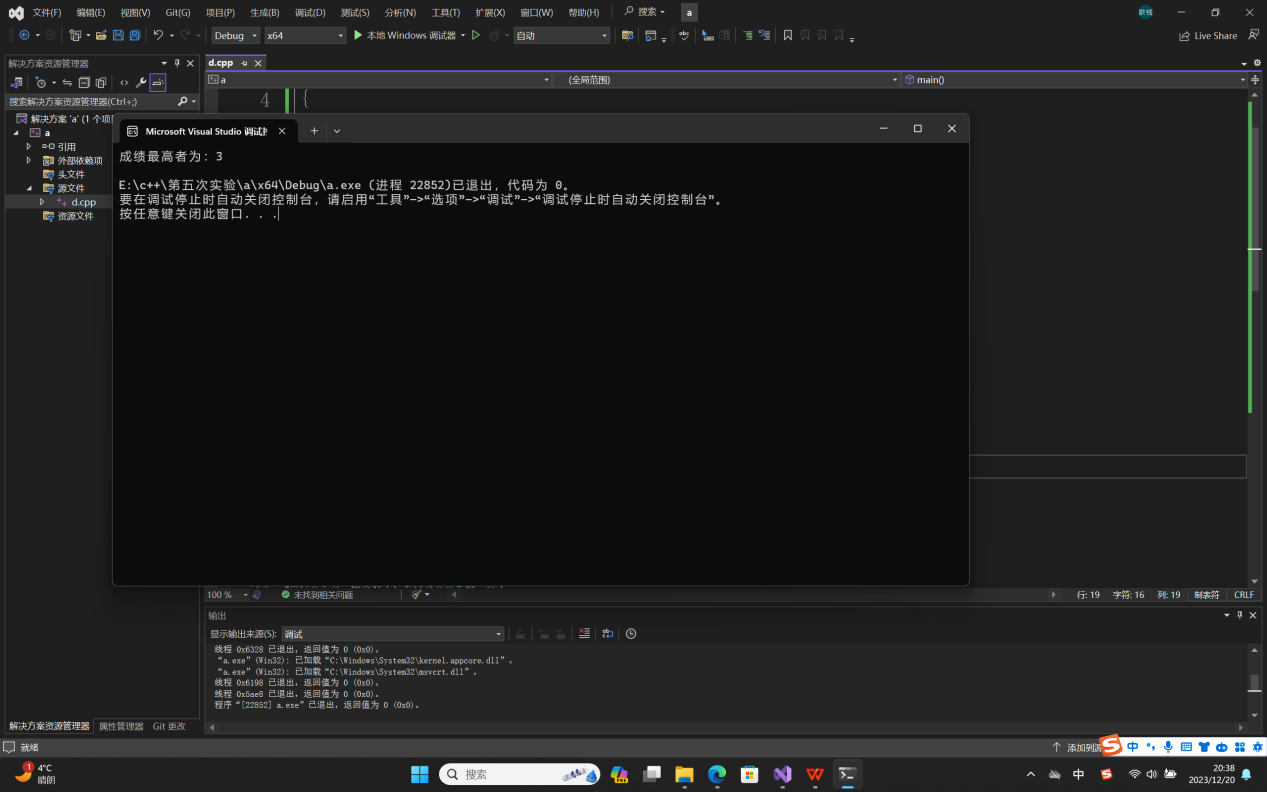 文件(F) 编辑(E) 视图(V) Git(G) 项目(P) 生成(B) 调试(D) 测试(S) 分析(N) 工具(T) 扩展(X) 窗口(W) 帮助(H) 搜索 a
Debug x64 本地 Windows 调试器 自动 Live Share
解决方案资源管理器
d.cpp
搜索解决方案资源管理器(Ctrl+;)
a (全局范围) main()
4 {
解决方案 'a' (1 个项
a
引用
外部依赖项
头文件
源文件
d.cpp
资源文件
Microsoft Visual Studio 调试
成绩最高者为: 3
E:\c++\第五次实验\a\x64\Debug\a.exe (进程 22852)已退出，代码为 0。
要在调试停止时自动关闭控制台，请启用“工具”->“选项”->“调试”->“调试停止时自动关闭控制台”。
按任意键关闭此窗口. . .
100 % 未找到相关问题 行: 19 字符: 16 列: 19 制表符 CRLF
输出
显示输出来源(S): 调试
线程 0x6328 已退出，返回值为 0 (0x0)。
“a.exe”(Win32): 已加载“C:\Windows\System32\kernel.appcore.dll”。
“a.exe”(Win32): 已加载“C:\Windows\System32\msvcrt.dll”。
线程 0x6198 已退出，返回值为 0 (0x0)。
线程 0x5ae8 已退出，返回值为 0 (0x0)。
程序“[22852] a.exe”已退出，返回值为 0 (0x0)。
解决方案资源管理器 属性管理器 Git 更改
就绪 添加到源 中
1 4°C
晴朗
搜索
中
20:38
2023/12/20